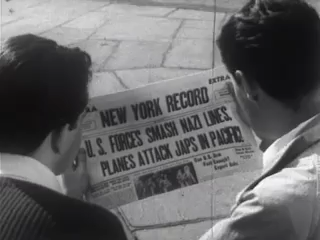 EXTRA
NEW YORK RECORD
U.S. FORCES SMASH NAZI LINES,
PLANES ATTACK JAPS IN PACIFIC!